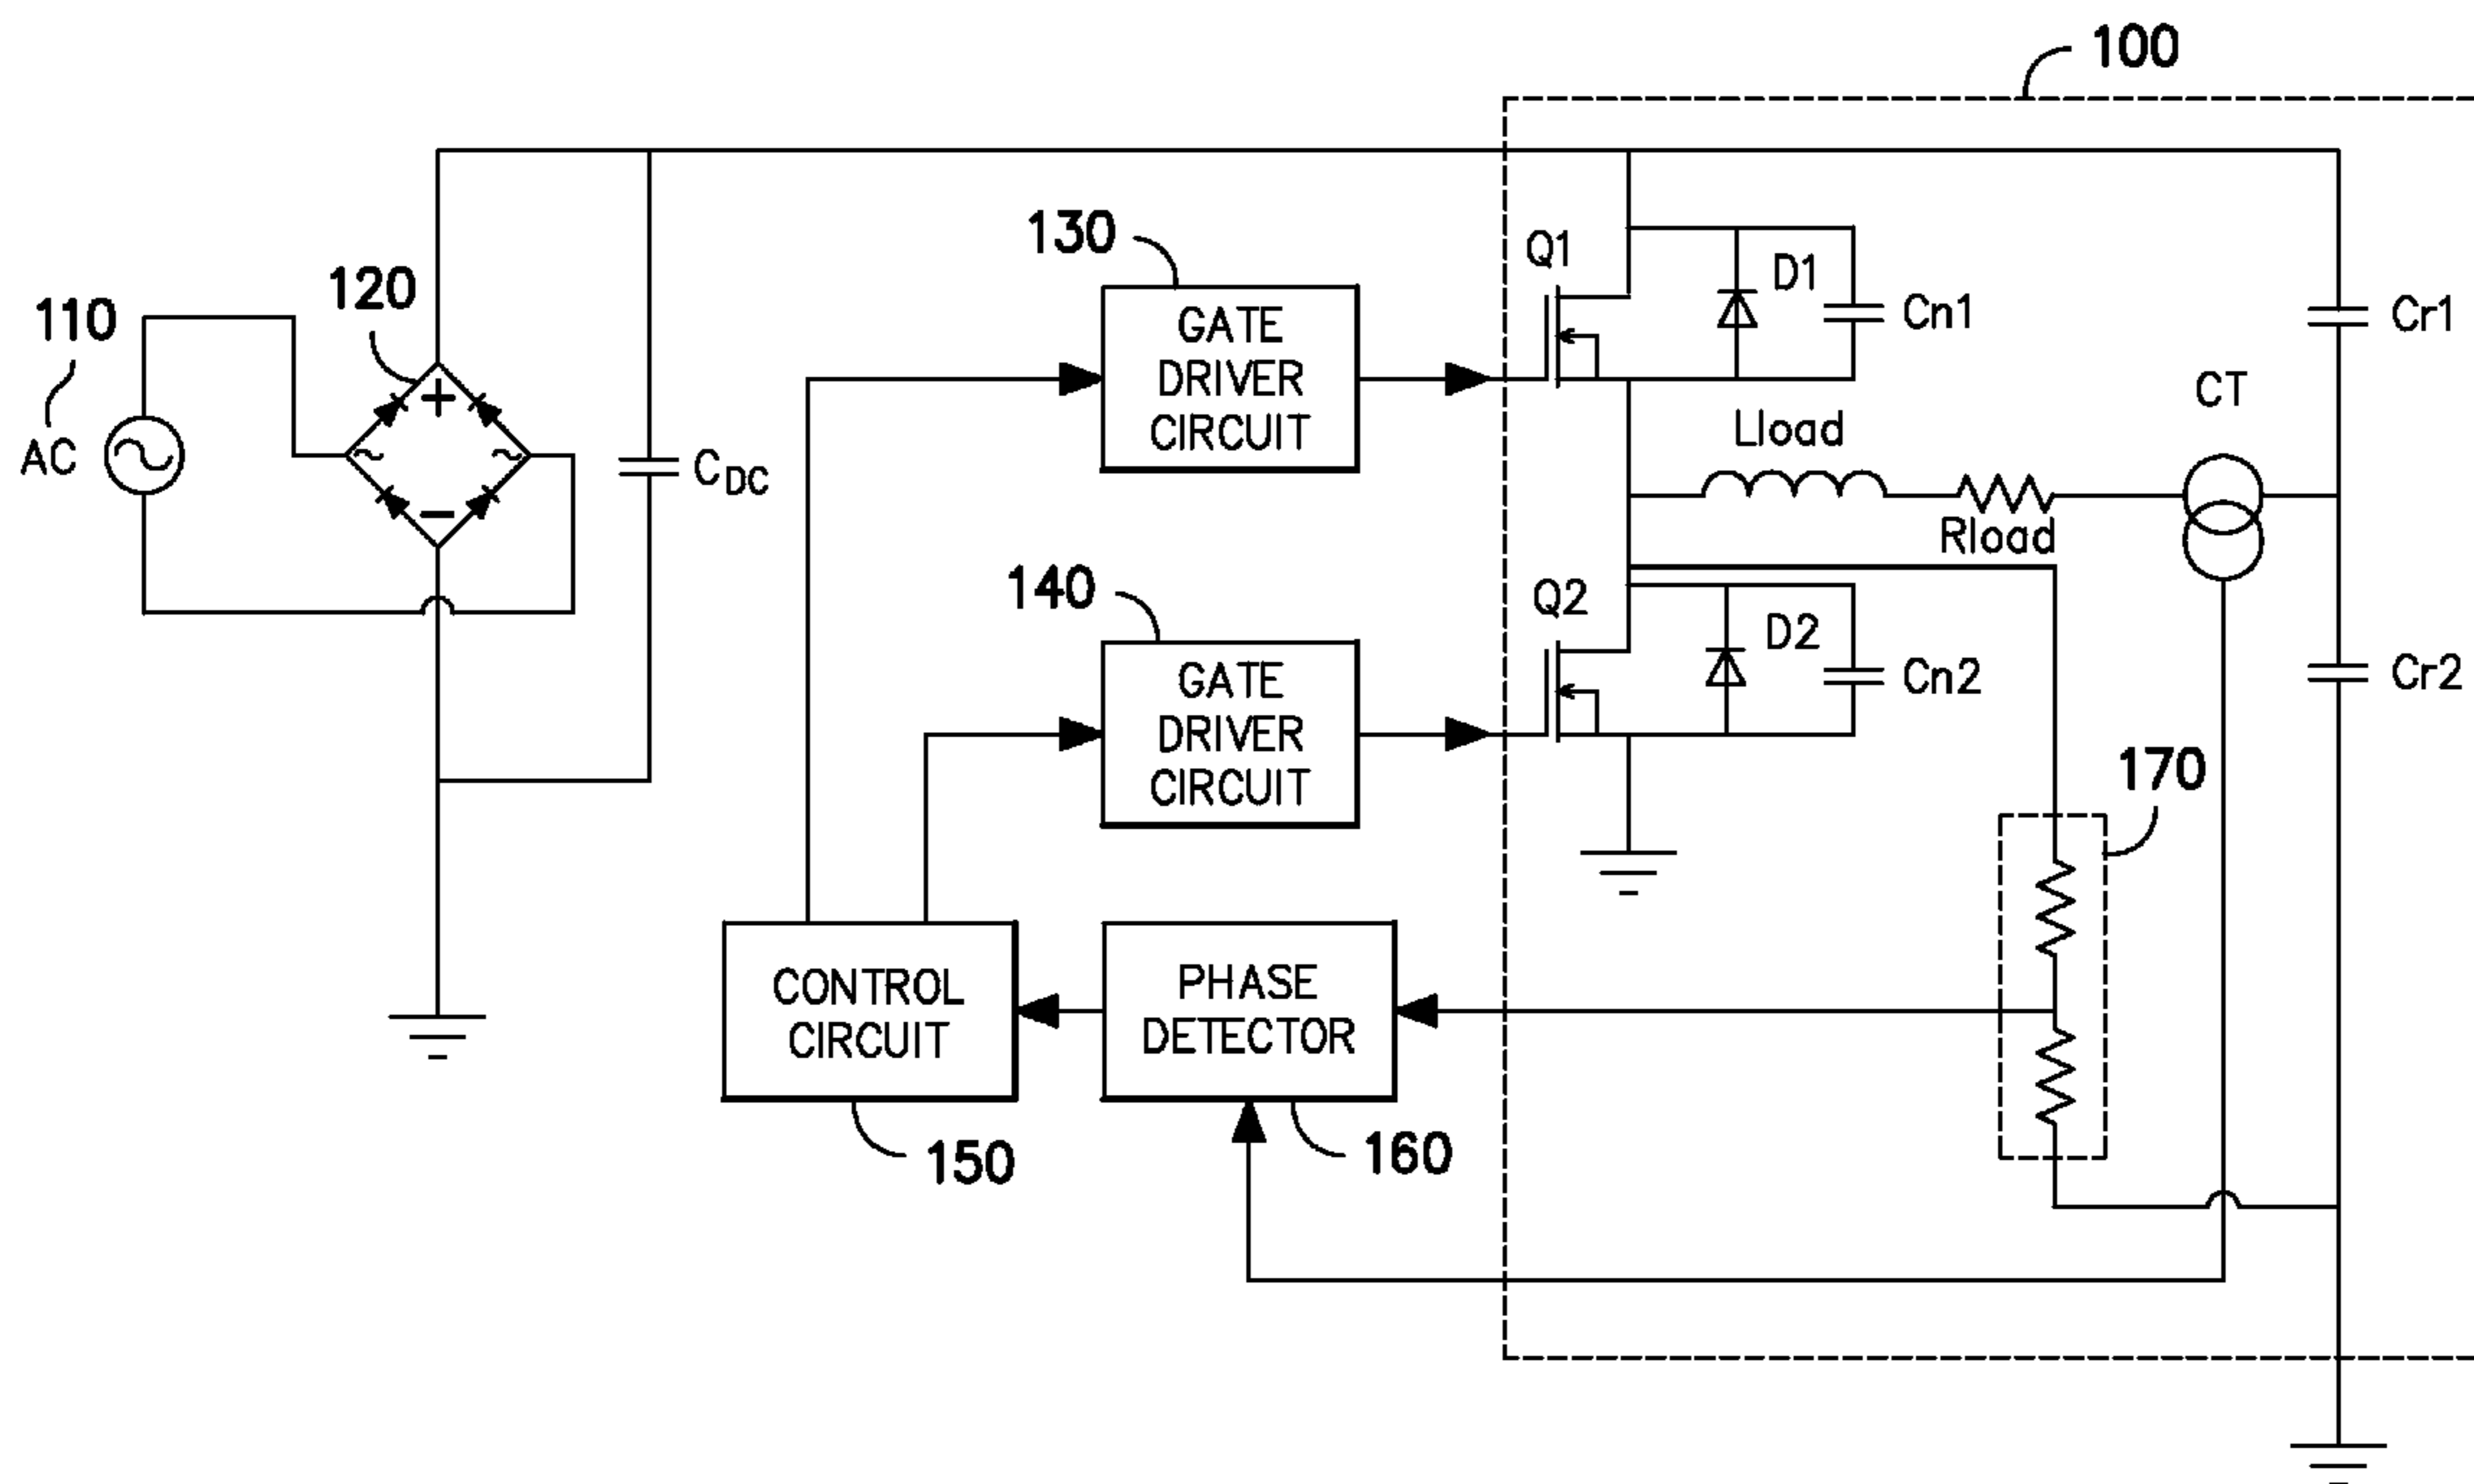 100
130
Q1
D1
Cn1
Cr1
110
120
GATE
DRIVER
CIRCUIT
CT
AC
+
−
CDC
Lload
Rload
140
Q2
D2
Cn2
Cr2
GATE
DRIVER
CIRCUIT
170
CONTROL
CIRCUIT
PHASE
DETECTOR
150
160